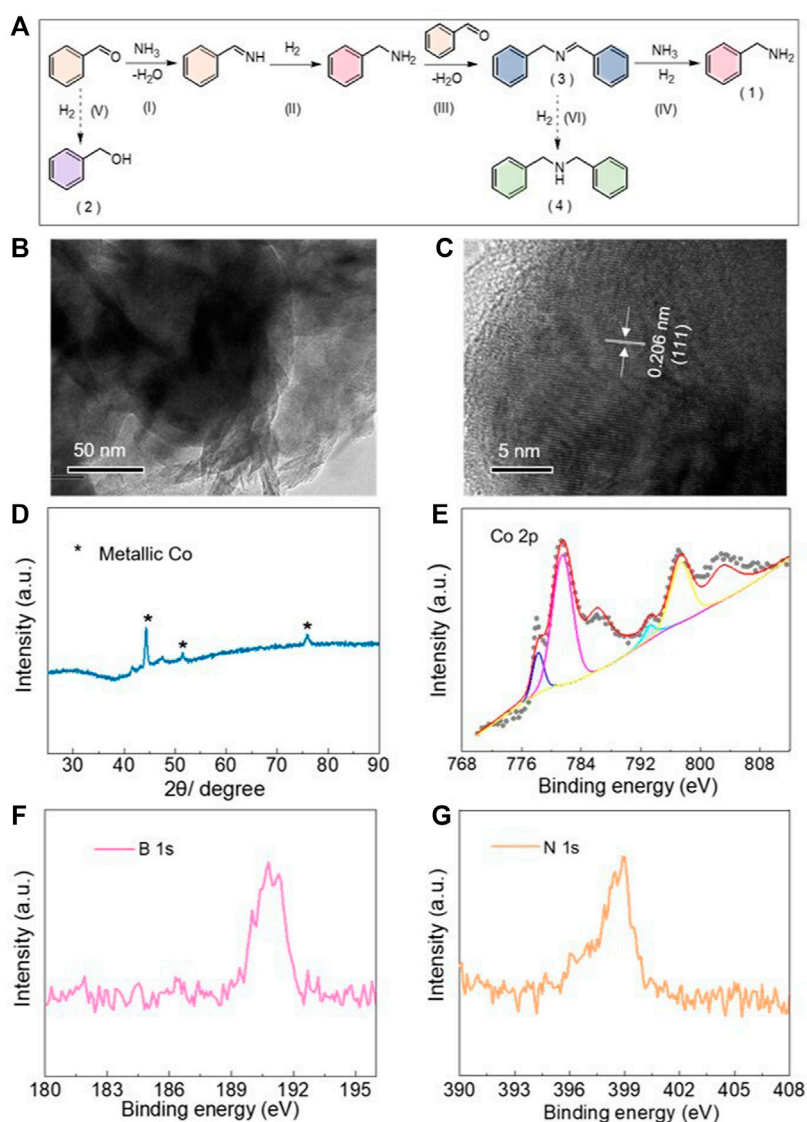 A
O NH₃ NH H₂ NH₂ O N NH₃ NH₂
-H₂O -H₂O (3) H₂ (1)
H₂ (V) (I) (II) (III) H₂ (VI) (IV)
OH N
H
(2) (4)
B
50 nm
C
0.206 nm
(111)
5 nm
D
* Metallic Co
* * *
Intensity (a.u.)
30 40 50 60 70 80 90
2θ/ degree
E
Co 2p
Intensity (a.u.)
768 776 784 792 800 808
Binding energy (eV)
F
B 1s
Intensity (a.u.)
180 183 186 189 192 195
Binding energy (eV)
G
N 1s
Intensity (a.u.)
390 393 396 399 402 405 408
Binding energy (eV)